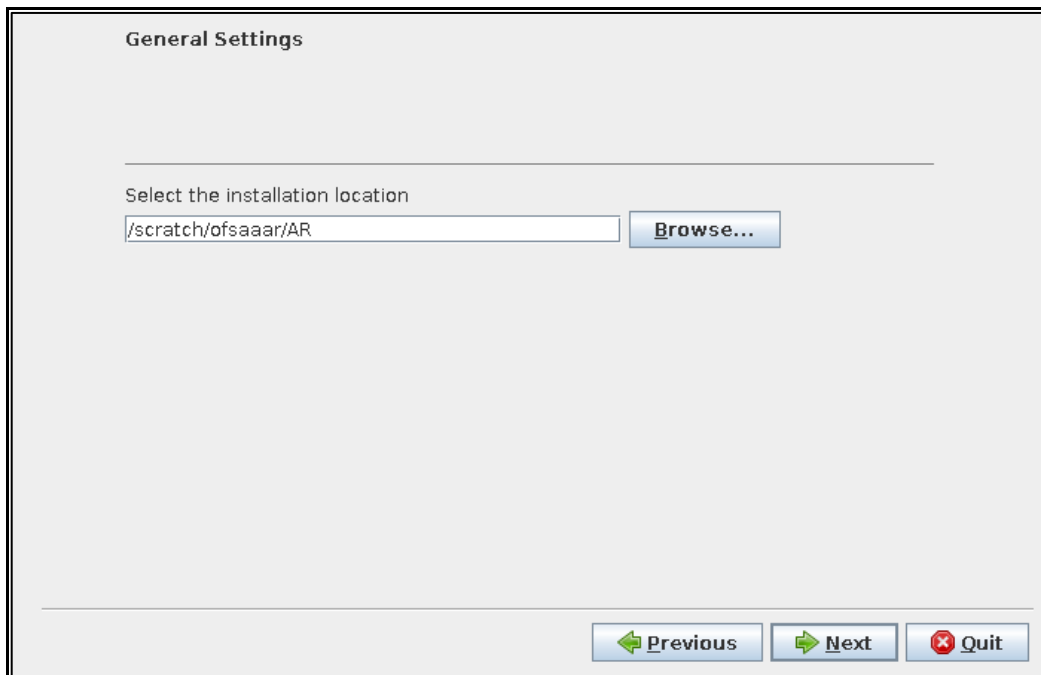 General Settings
Select the installation location
/scratch/ofsaaar/AR
Browse...
Previous
Next
Quit